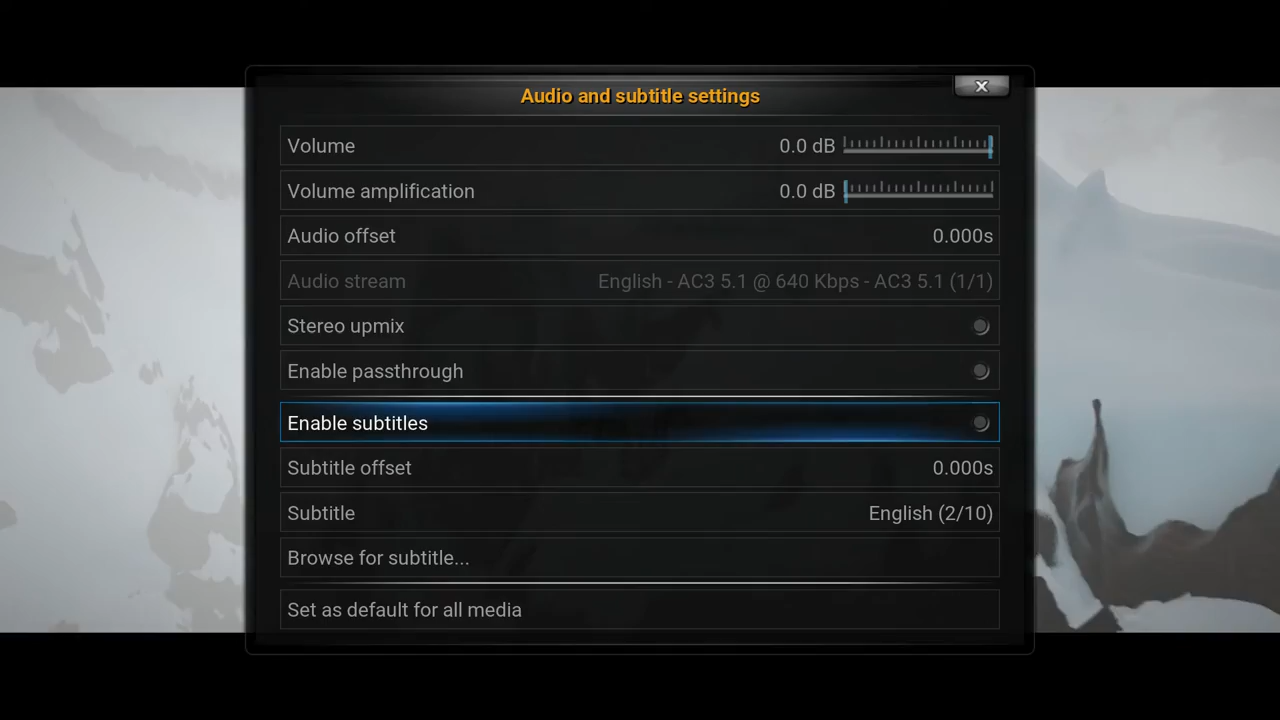 Audio and subtitle settings
Volume 0.0 dB
Volume amplification 0.0 dB
Audio offset 0.000s
Audio stream English - AC3 5.1 @ 640 Kbps - AC3 5.1 (1/1)
Stereo upmix
Enable passthrough
Enable subtitles
Subtitle offset 0.000s
Subtitle English (2/10)
Browse for subtitle...
Set as default for all media